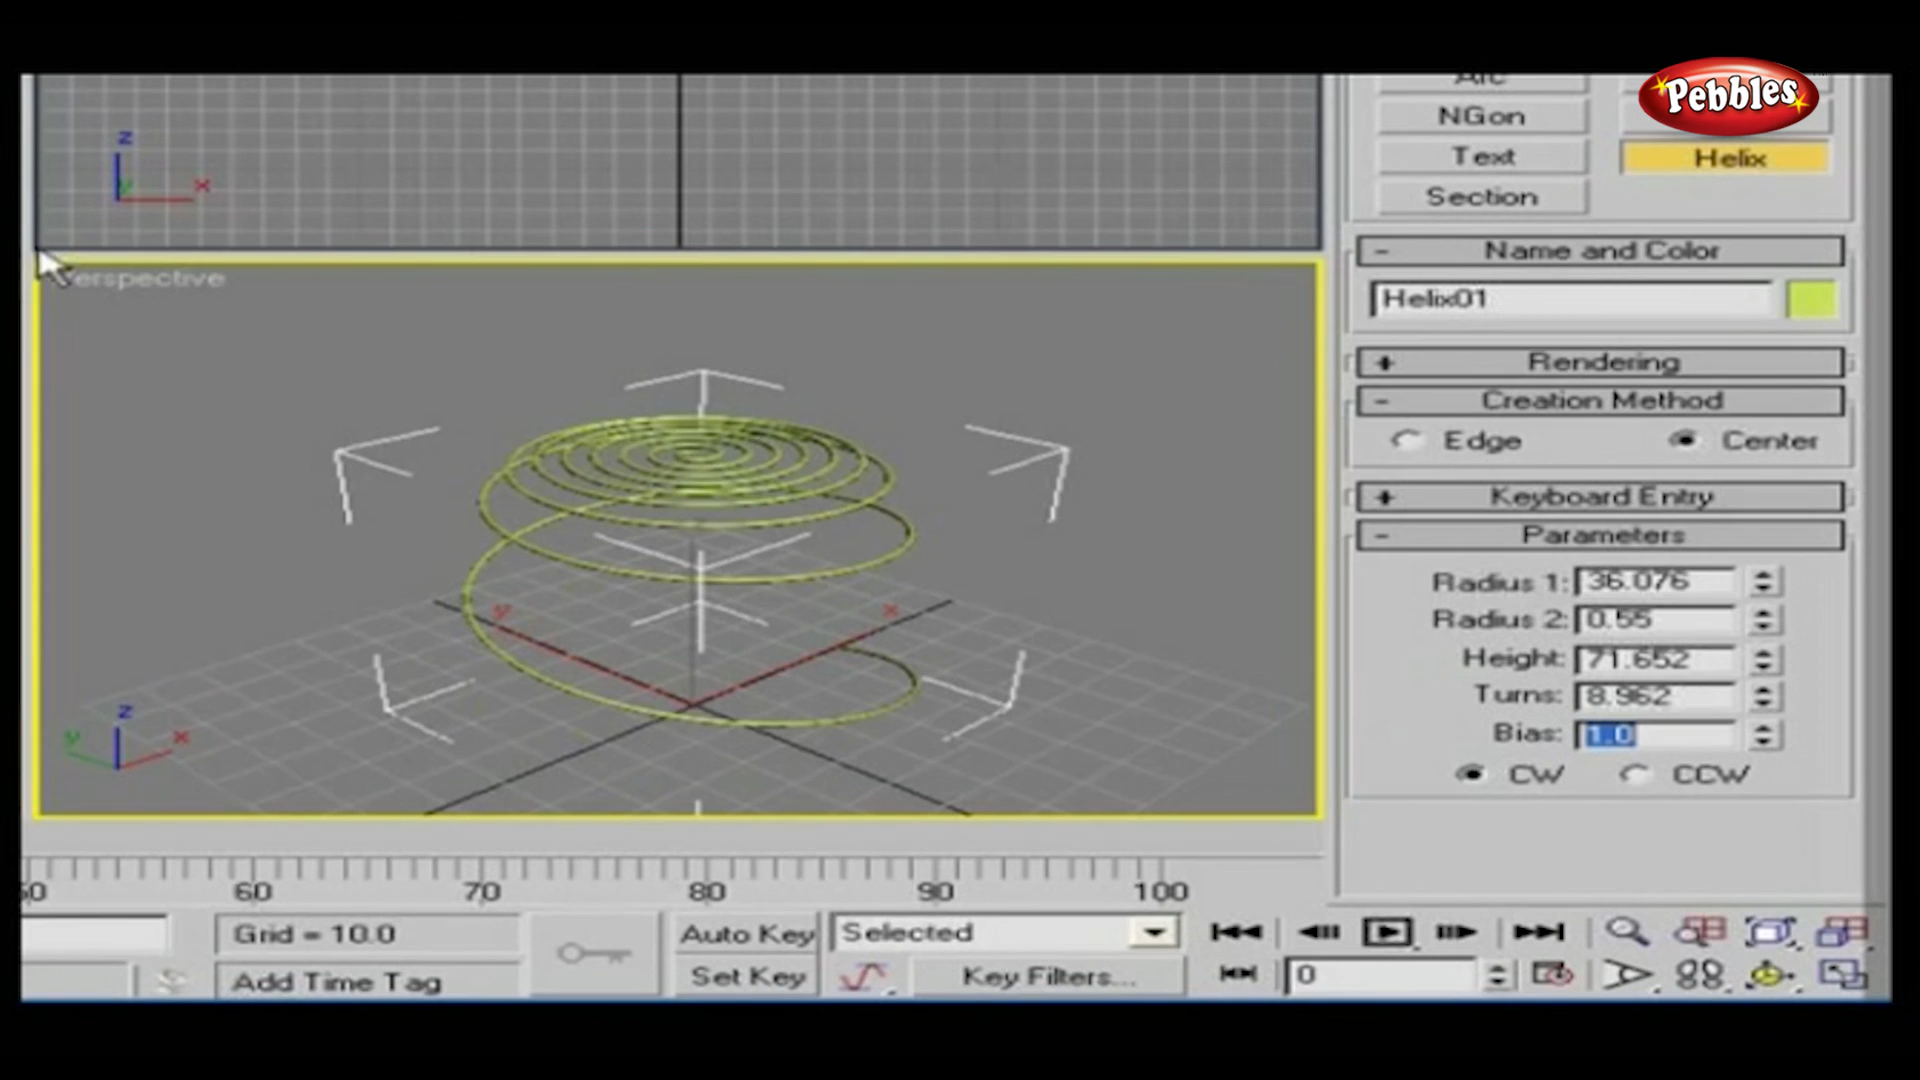 Arc
Pebbles
NGon
Text
Helix
Section
z
y
x
Name and Color
Perspective
Helix01
Rendering
Creation Method
Edge
Center
Keyboard Entry
Parameters
Radius 1: 36.076
Radius 2: 0.55
Height: 71.652
Turns: 8.962
Bias: 1.0
CW
CCW
y
x
z
y
x
60
70
80
90
100
Grid = 10.0
Auto Key
Selected
Add Time Tag
Set Key
Key Filters...
0